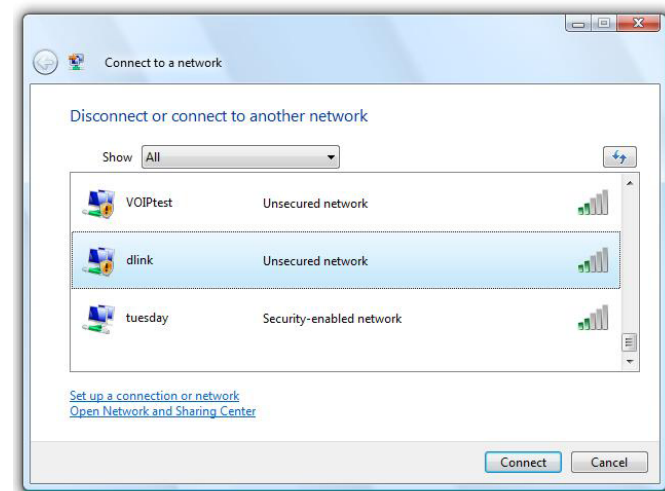 Connect to a network
Disconnect or connect to another network
Show All
VOIPtest Unsecured network
dlink Unsecured network
tuesday Security-enabled network
Set up a connection or network
Open Network and Sharing Center
Connect Cancel